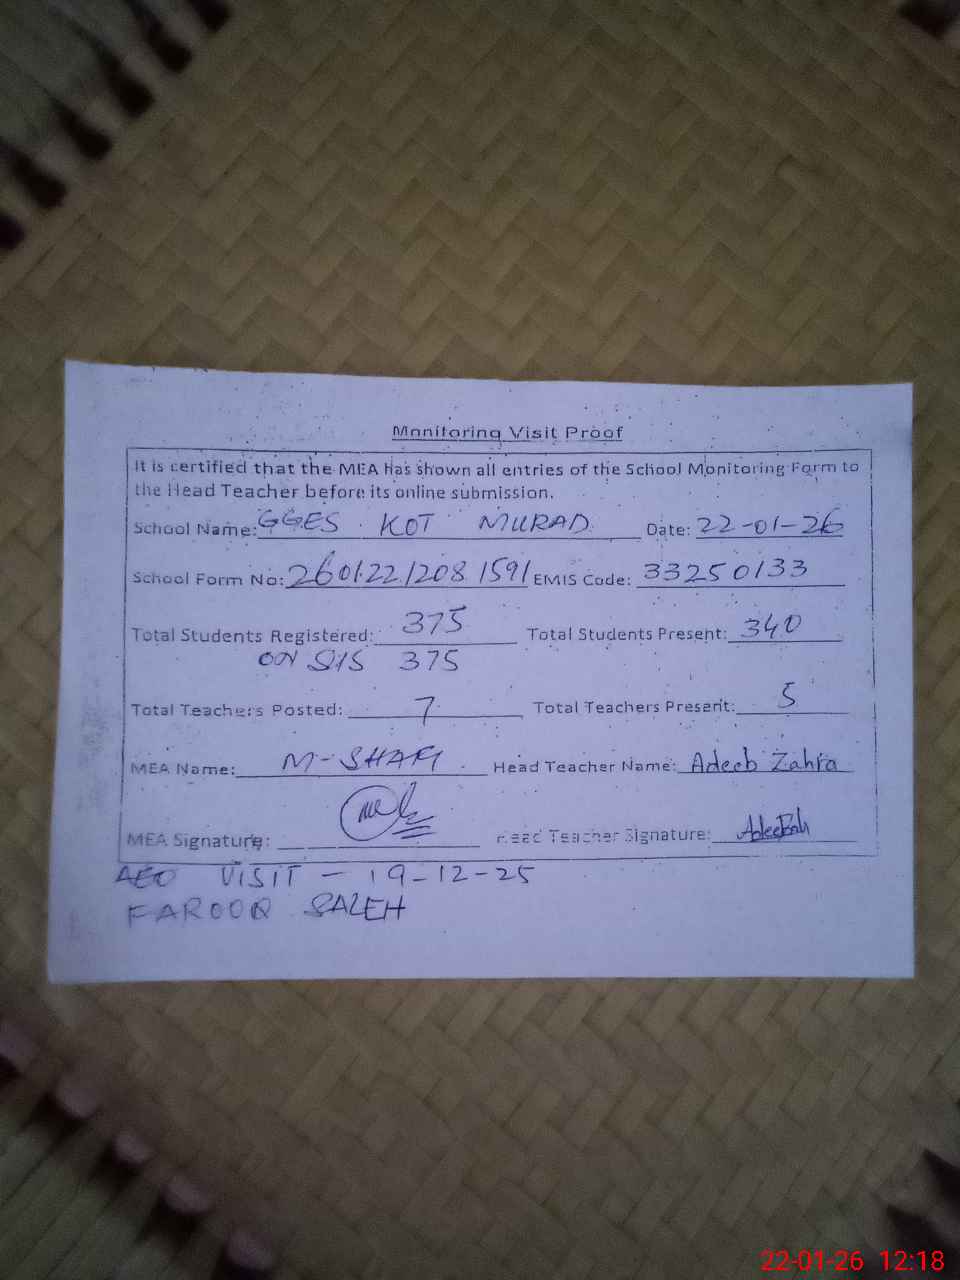 Monitoring Visit Proof
It is certified that the MEA has shown all entries of the School Monitoring Form to
the Head Teacher before its online submission.
School Name: GGES KOT MURAD Date: 22-01-26
School Form No: 26012212081591 EMIS Code: 33250133
Total Students Registered: 375 Total Students Present: 340
ON SIS 375
Total Teachers Posted: 7 Total Teachers Present: 5
MEA Name: M-SHAFI Head Teacher Name: Adeeb Zahra
MEA Signature: Head Teacher Signature:
AEO VISIT - 19-12-25
FAROOQ SALEH
22-01-26 12:18